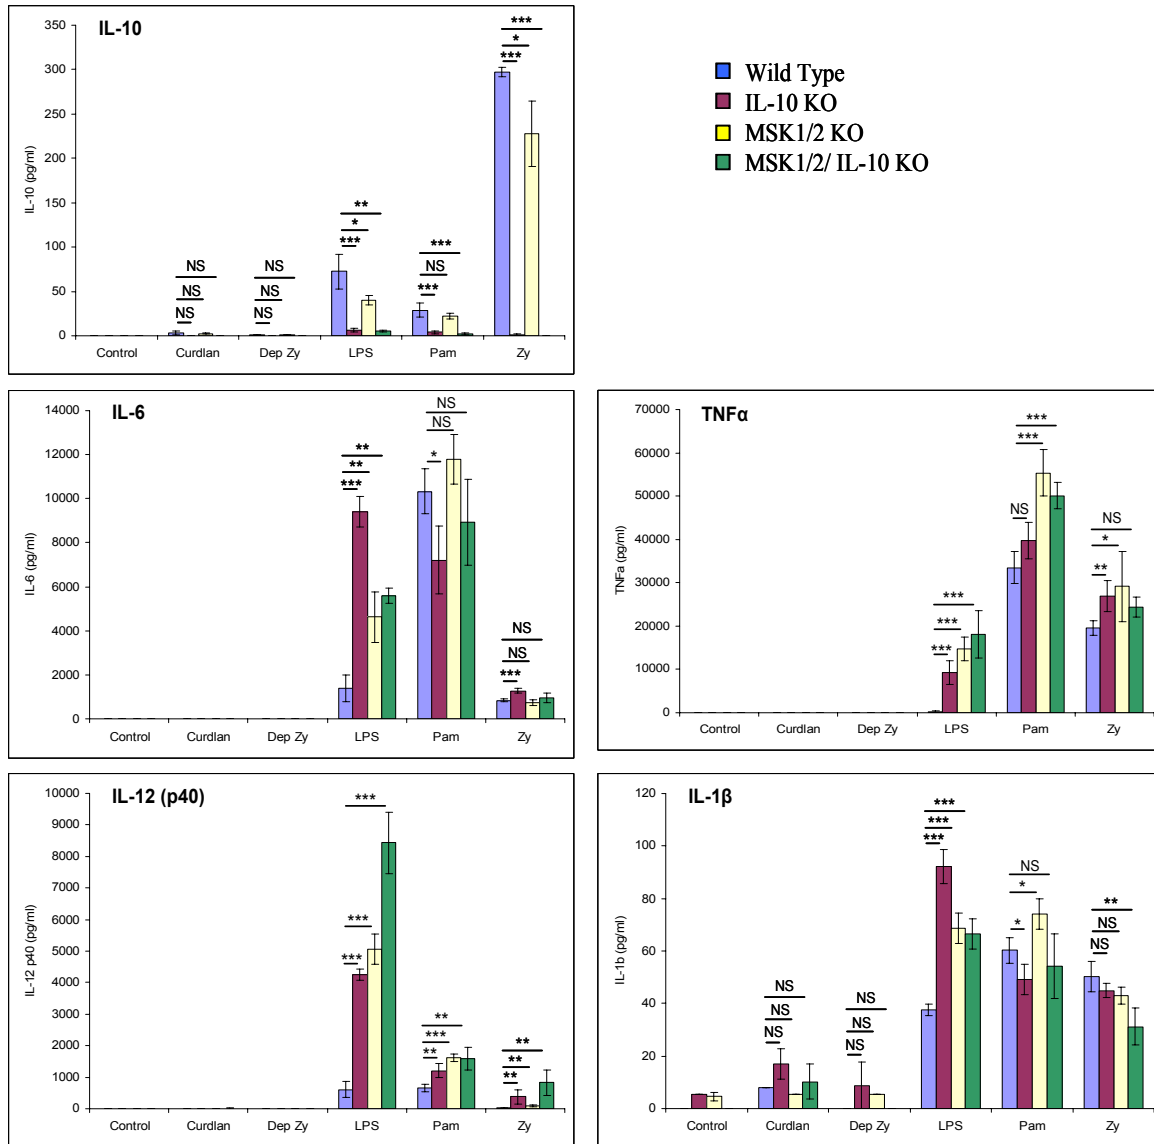 IL-10
350
300
250
200
150
100
50
0
IL-10 (pg/ml)
NS
NS
NS
NS
NS
NS
**
*
***
***
NS
***
***
*
***
Control Curdlan Dep Zy LPS Pam Zy
Wild Type
IL-10 KO
MSK1/2 KO
MSK1/2/ IL-10 KO
IL-6
14000
12000
10000
8000
6000
4000
2000
0
IL-6 (pg/ml)
**
**
***
NS
NS
*
NS
NS
***
Control Curdlan Dep Zy LPS Pam Zy
TNFα
70000
60000
50000
40000
30000
20000
10000
0
TNFa (pg/ml)
***
***
***
***
***
NS
NS
*
**
Control Curdlan Dep Zy LPS Pam Zy
IL-12 (p40)
10000
9000
8000
7000
6000
5000
4000
3000
2000
1000
0
IL-12 p40 (pg/ml)
***
***
***
**
***
**
**
**
**
Control Curdlan Dep Zy LPS Pam Zy
IL-1β
120
100
80
60
40
20
0
IL-1b (pg/ml)
NS
NS
NS
NS
NS
NS
***
***
***
NS
*
*
**
NS
NS
Control Curdlan Dep Zy LPS Pam Zy